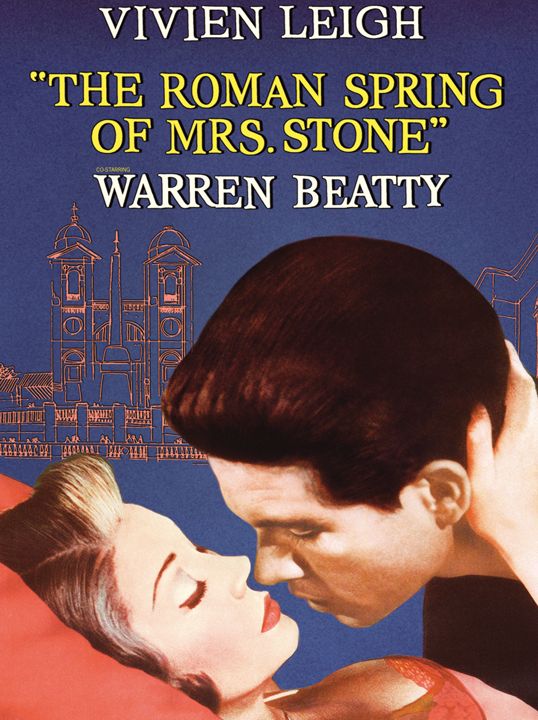 VIVIEN LEIGH
"THE ROMAN SPRING
OF MRS. STONE"
CO-STARRING
WARREN BEATTY